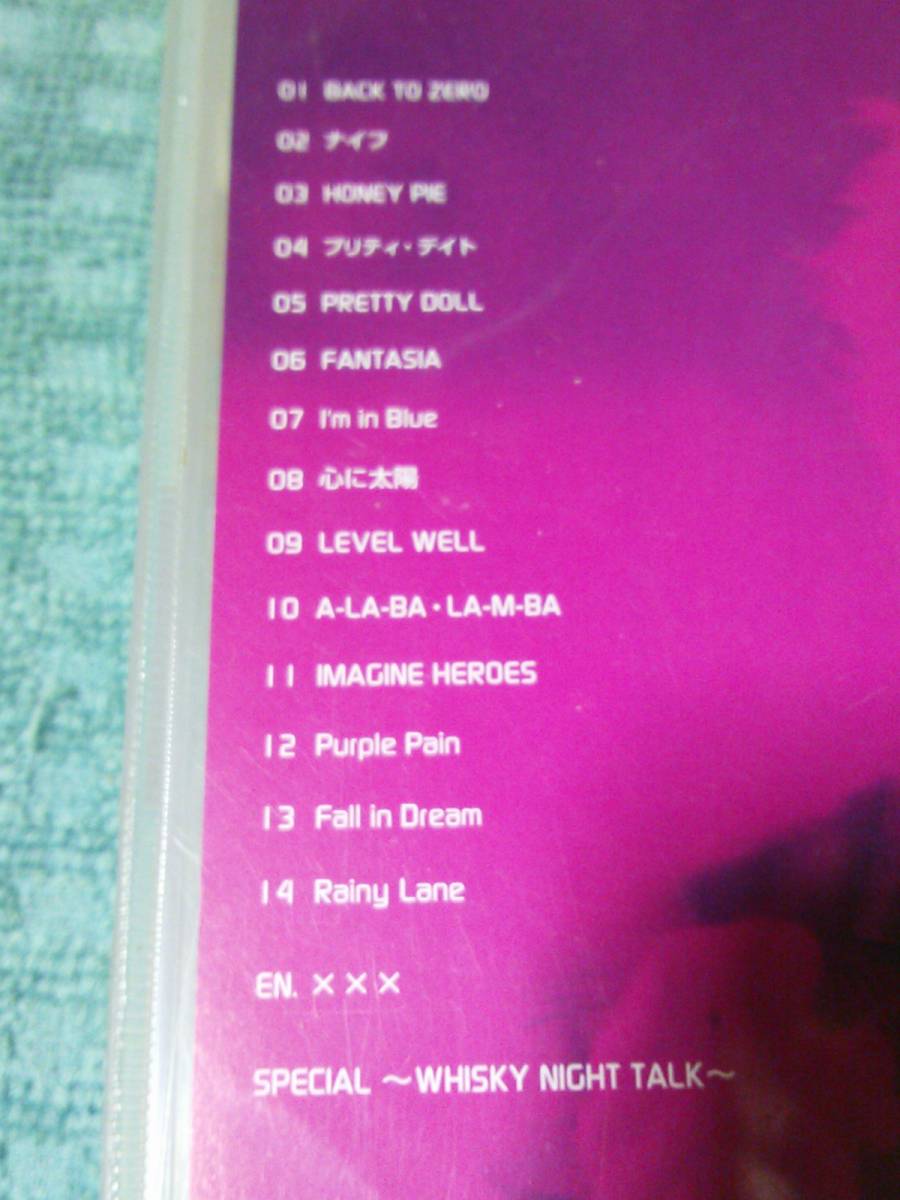 01 BACK TO ZERO
02 ナイフ
03 HONEY PIE
04 プリティ・デイト
05 PRETTY DOLL
06 FANTASIA
07 I'm in Blue
08 心に太陽
09 LEVEL WELL
10 A-LA-BA・LA-M-BA
11 IMAGINE HEROES
12 Purple Pain
13 Fall in Dream
14 Rainy Lane
EN. ×××
SPECIAL ～WHISKY NIGHT TALK～